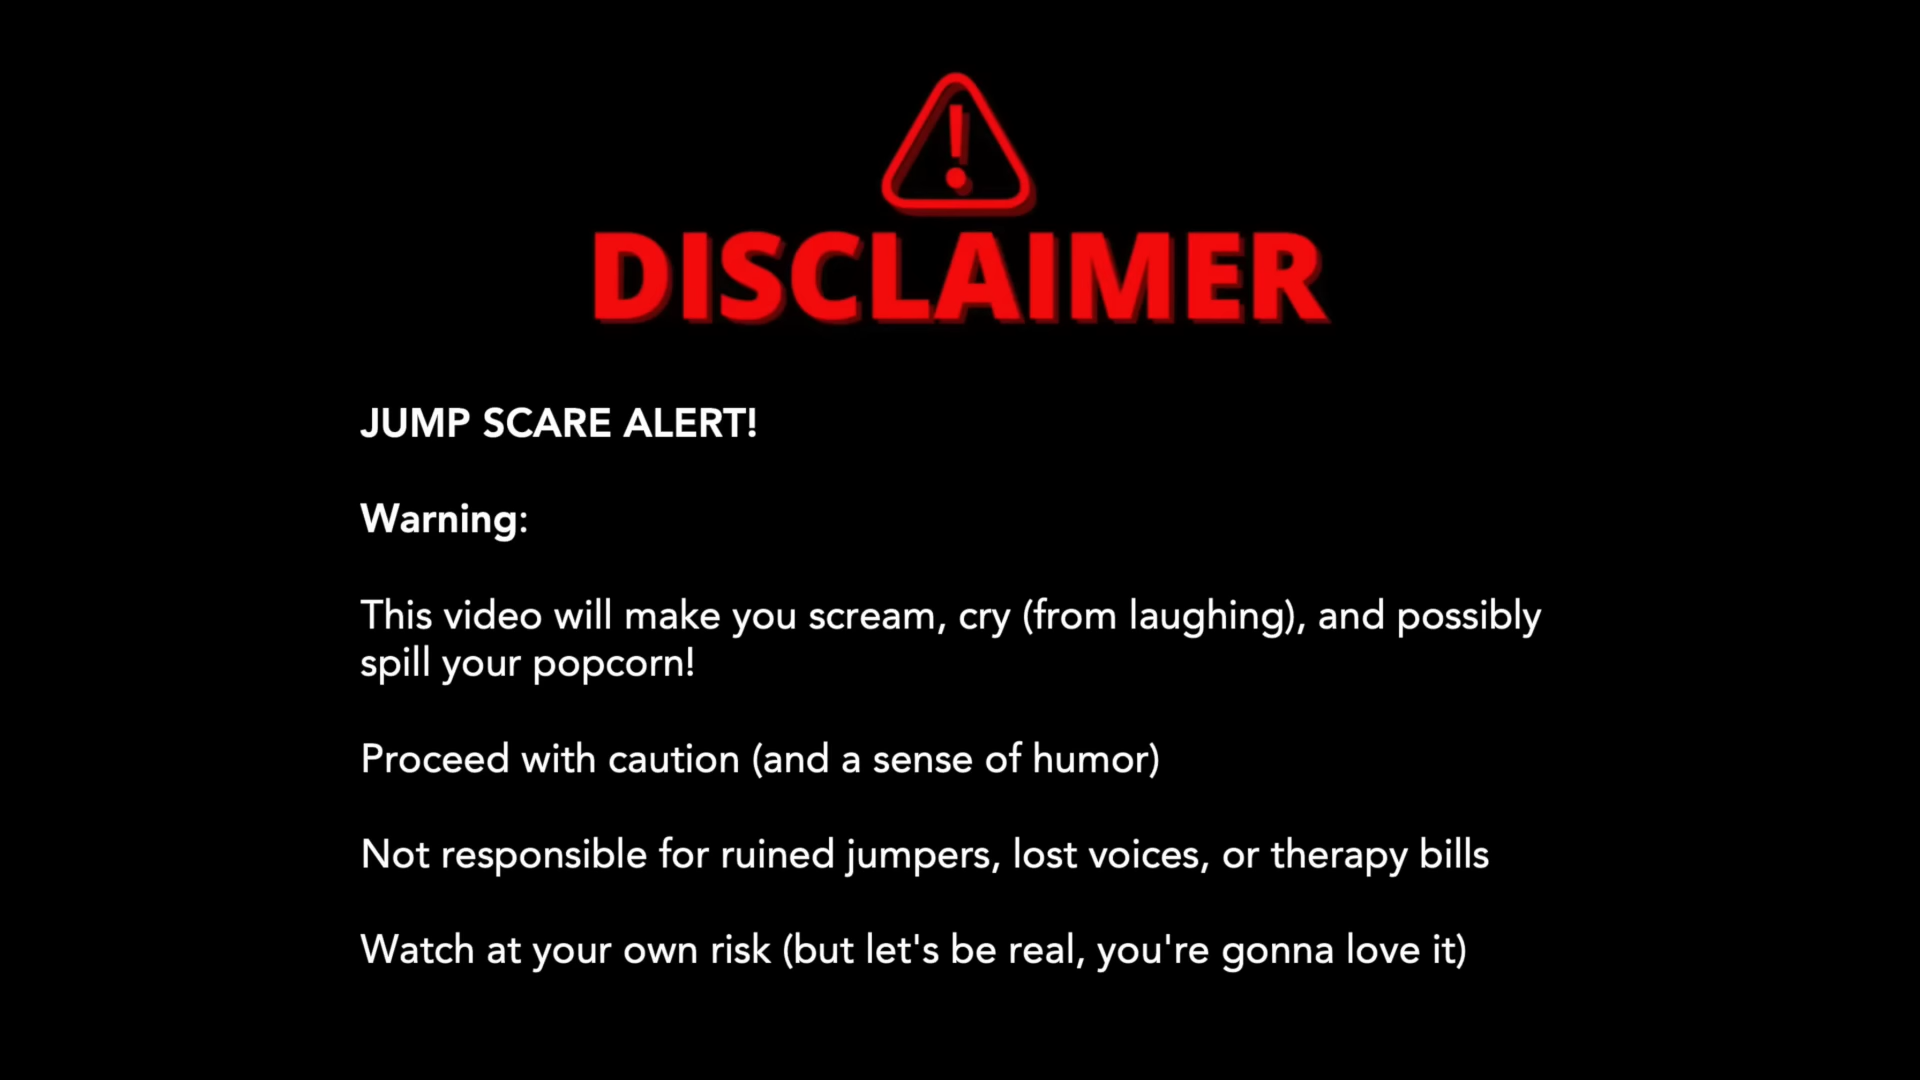 DISCLAIMER
JUMP SCARE ALERT!
Warning:
This video will make you scream, cry (from laughing), and possibly
spill your popcorn!
Proceed with caution (and a sense of humor)
Not responsible for ruined jumpers, lost voices, or therapy bills
Watch at your own risk (but let's be real, you're gonna love it)